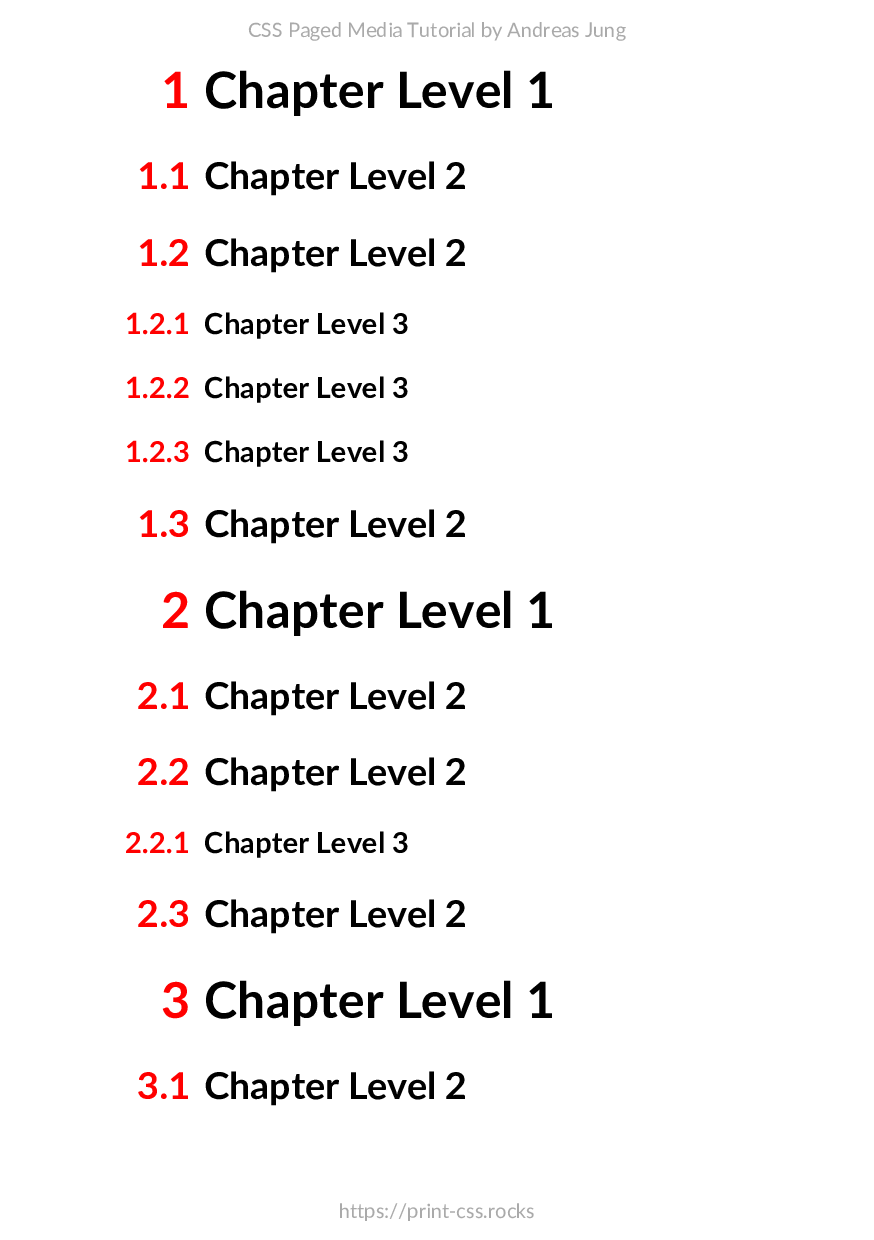 CSS Paged Media Tutorial by Andreas Jung
1 Chapter Level 1
1.1 Chapter Level 2
1.2 Chapter Level 2
1.2.1 Chapter Level 3
1.2.2 Chapter Level 3
1.2.3 Chapter Level 3
1.3 Chapter Level 2
2 Chapter Level 1
2.1 Chapter Level 2
2.2 Chapter Level 2
2.2.1 Chapter Level 3
2.3 Chapter Level 2
3 Chapter Level 1
3.1 Chapter Level 2
https://print-css.rocks